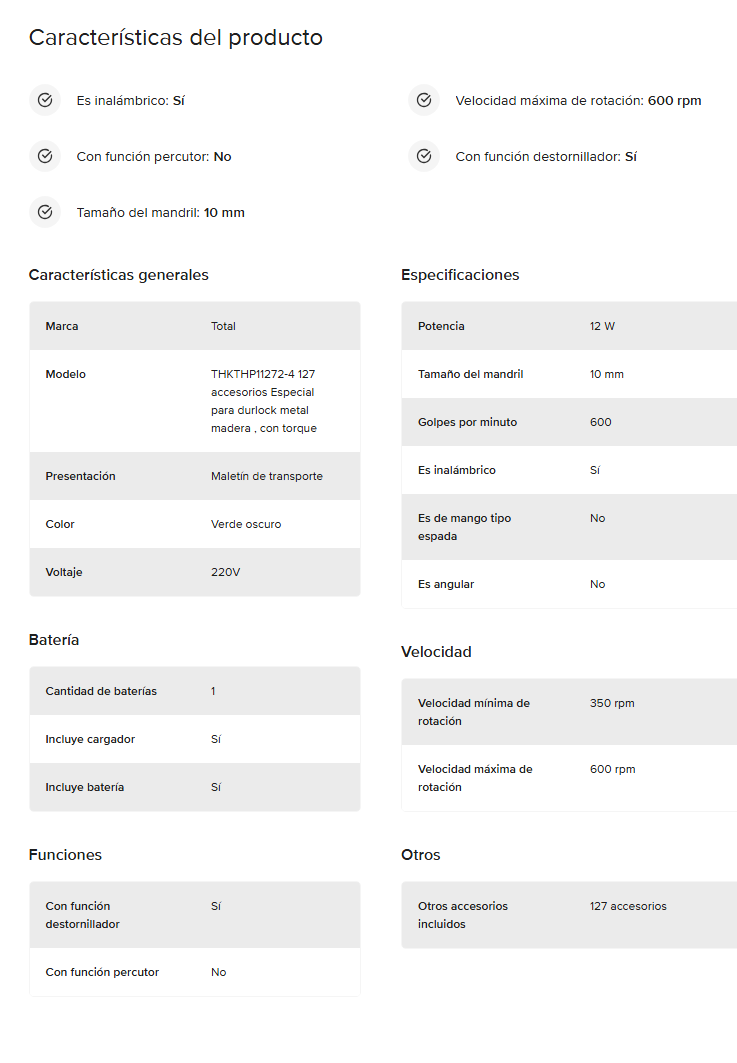 Características del producto
Es inalámbrico: Sí
Velocidad máxima de rotación: 600 rpm
Con función percutor: No
Con función destornillador: Sí
Tamaño del mandril: 10 mm
Características generales
Marca Total
Modelo THKTHP11272-4 127
accesorios Especial
para durlock metal
madera , con torque
Presentación Maletín de transporte
Color Verde oscuro
Voltaje 220V
Batería
Cantidad de baterías 1
Incluye cargador Sí
Incluye batería Sí
Funciones
Con función Sí
destornillador
Con función percutor No
Especificaciones
Potencia 12 W
Tamaño del mandril 10 mm
Golpes por minuto 600
Es inalámbrico Sí
Es de mango tipo No
espada
Es angular No
Velocidad
Velocidad mínima de 350 rpm
rotación
Velocidad máxima de 600 rpm
rotación
Otros
Otros accesorios 127 accesorios
incluidos